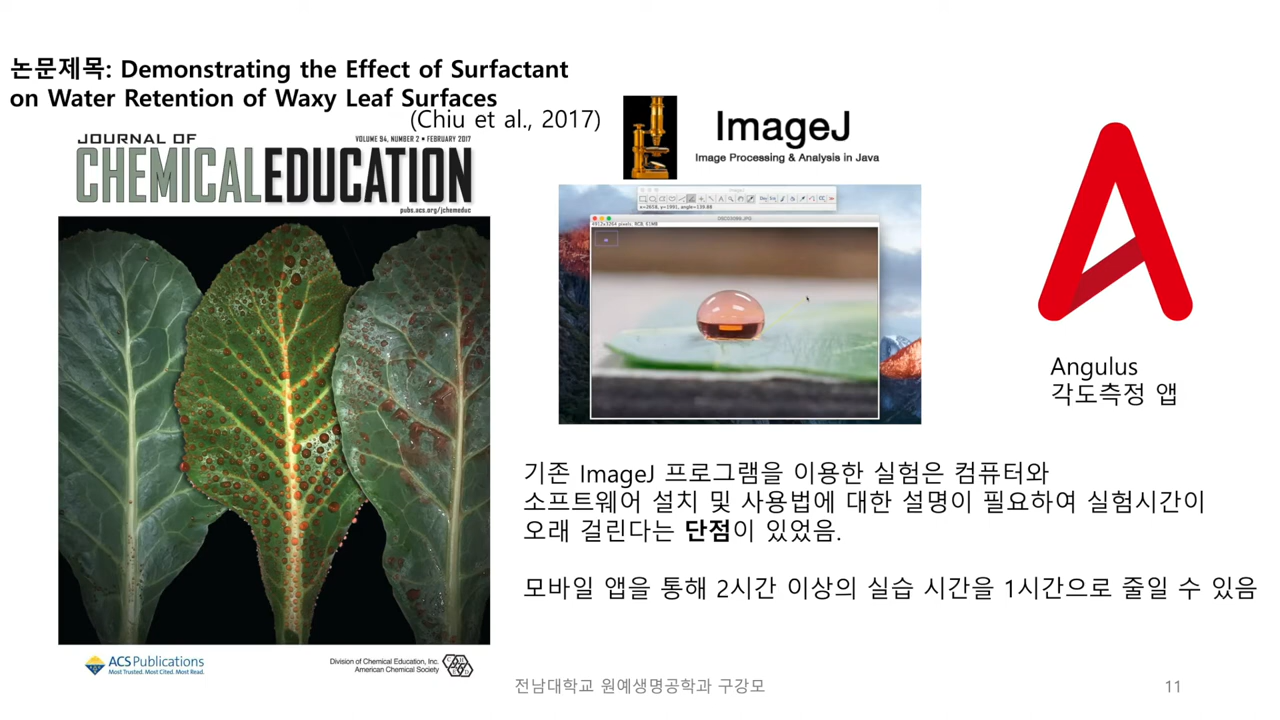 논문제목: Demonstrating the Effect of Surfactant
on Water Retention of Waxy Leaf Surfaces
(Chiu et al., 2017)
JOURNAL OF
VOLUME 94, NUMBER 2 • FEBRUARY 2017
CHEMICALEDUCATION
pubs.acs.org/jchemeduc
ImageJ
Image Processing & Analysis in Java
Angulus
각도측정 앱
기존 ImageJ 프로그램을 이용한 실험은 컴퓨터와
소프트웨어 설치 및 사용법에 대한 설명이 필요하여 실험시간이
오래 걸린다는 단점이 있었음.
모바일 앱을 통해 2시간 이상의 실습 시간을 1시간으로 줄일 수 있음
ACS Publications
Most Trusted. Most Cited. Most Read.
Division of Chemical Education, Inc.
American Chemical Society
전남대학교 원예생명공학과 구강모
11